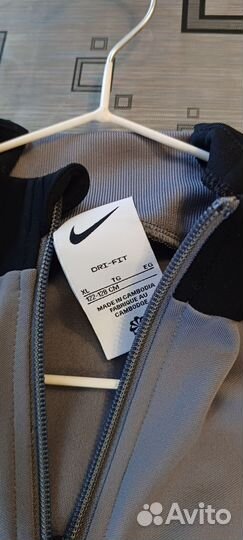 DRI-FIT
XL TG EG
122-128 CM
MADE IN CAMBODIA
FABRIQUÉ AU
CAMBODGE
Avito